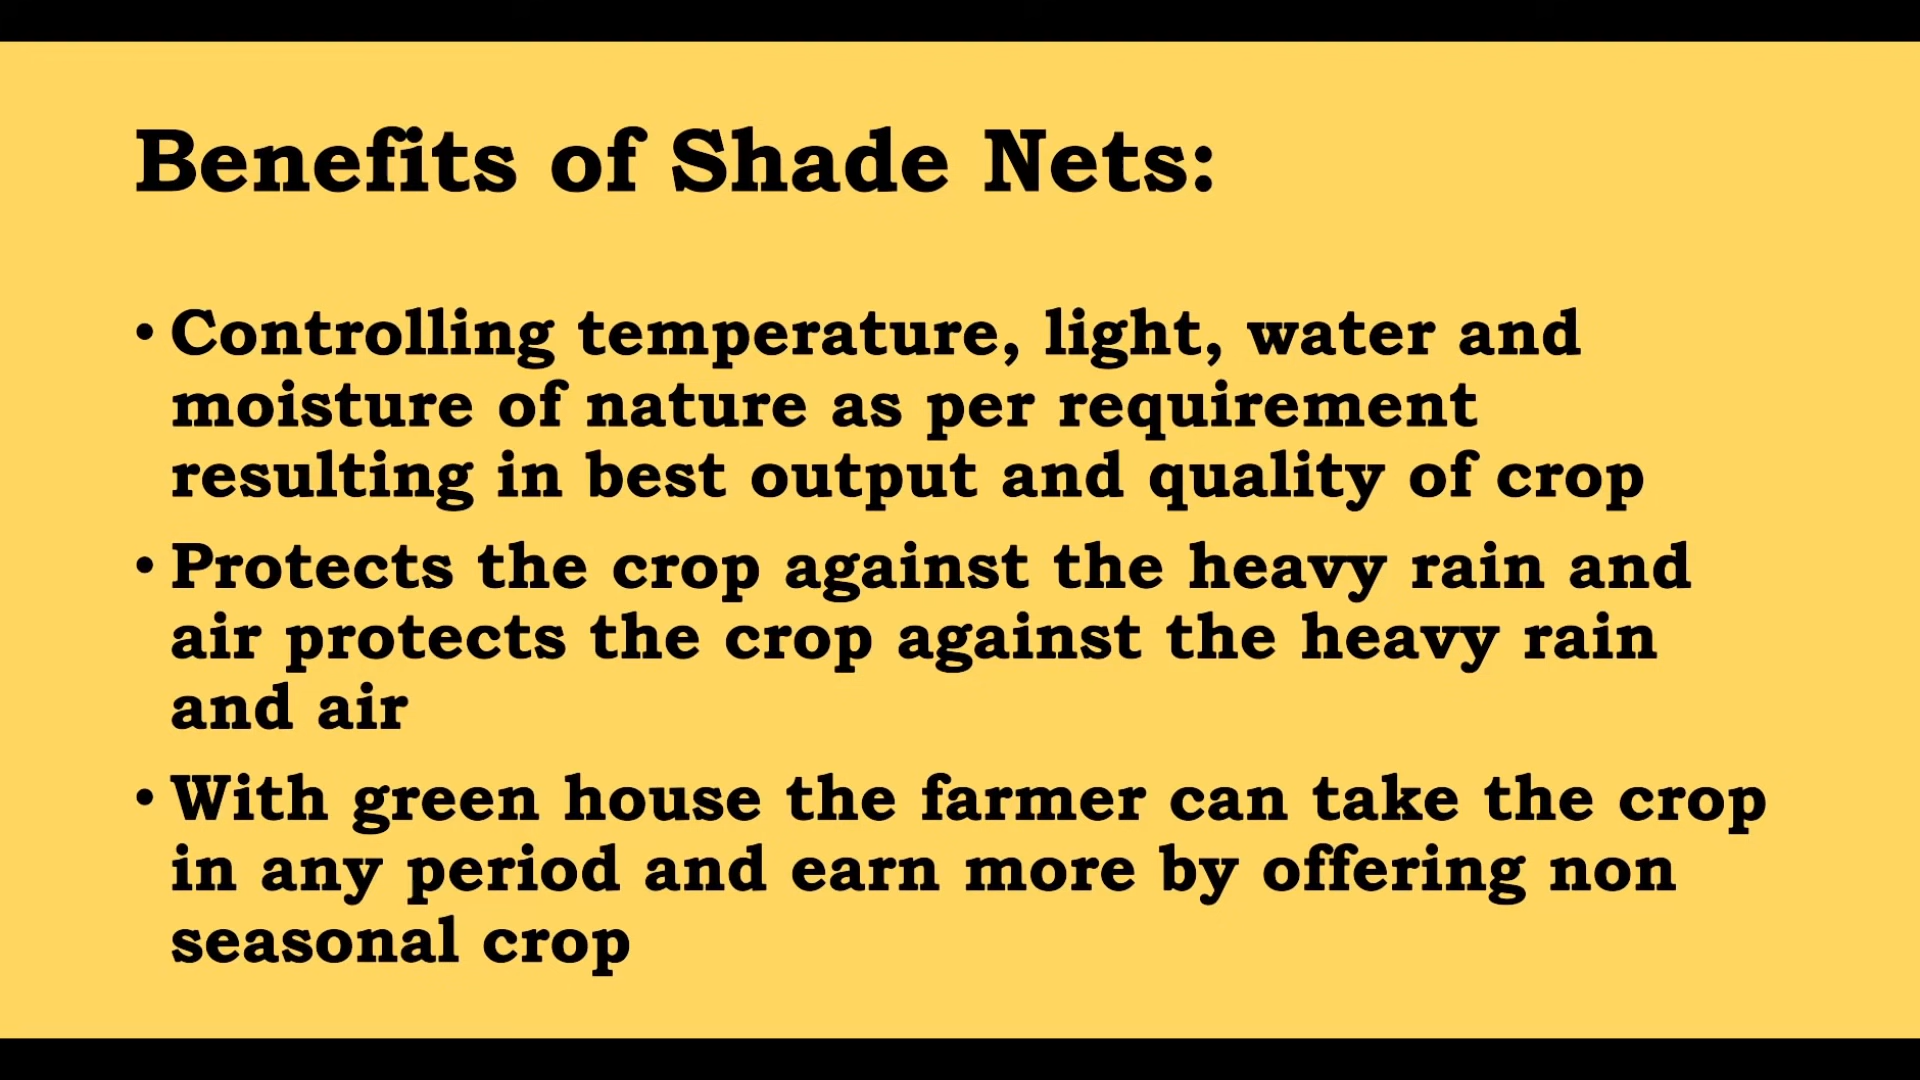 Benefits of Shade Nets:
• Controlling temperature, light, water and
moisture of nature as per requirement
resulting in best output and quality of crop
• Protects the crop against the heavy rain and
air protects the crop against the heavy rain
and air
• With green house the farmer can take the crop
in any period and earn more by offering non
seasonal crop